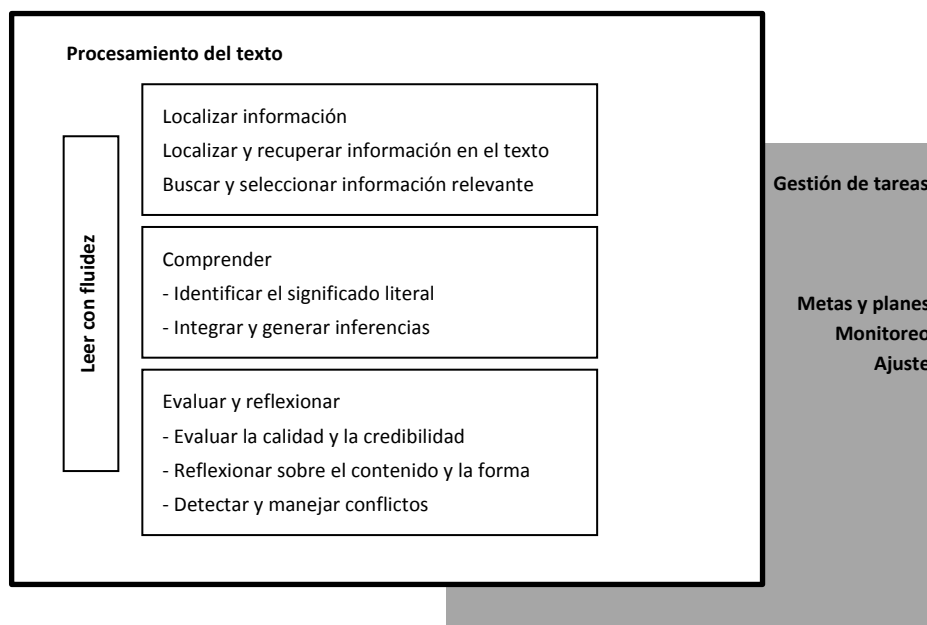 Procesamiento del texto
Leer con fluidez
Localizar información
Localizar y recuperar información en el texto
Buscar y seleccionar información relevante
Comprender
- Identificar el significado literal
- Integrar y generar inferencias
Evaluar y reflexionar
- Evaluar la calidad y la credibilidad
- Reflexionar sobre el contenido y la forma
- Detectar y manejar conflictos
Gestión de tareas
Metas y planes
Monitoreo
Ajuste